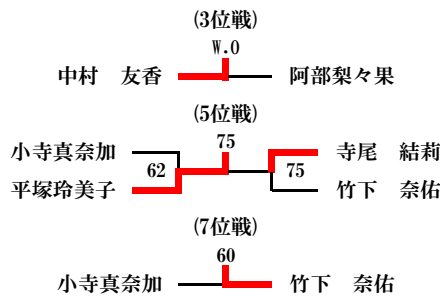 (3位戦)
W.O
中村　友香　阿部梨々果
(5位戦)
75
小寺真奈加　寺尾　結莉
62　75
平塚玲美子　竹下　奈佑
(7位戦)
60
小寺真奈加　竹下　奈佑